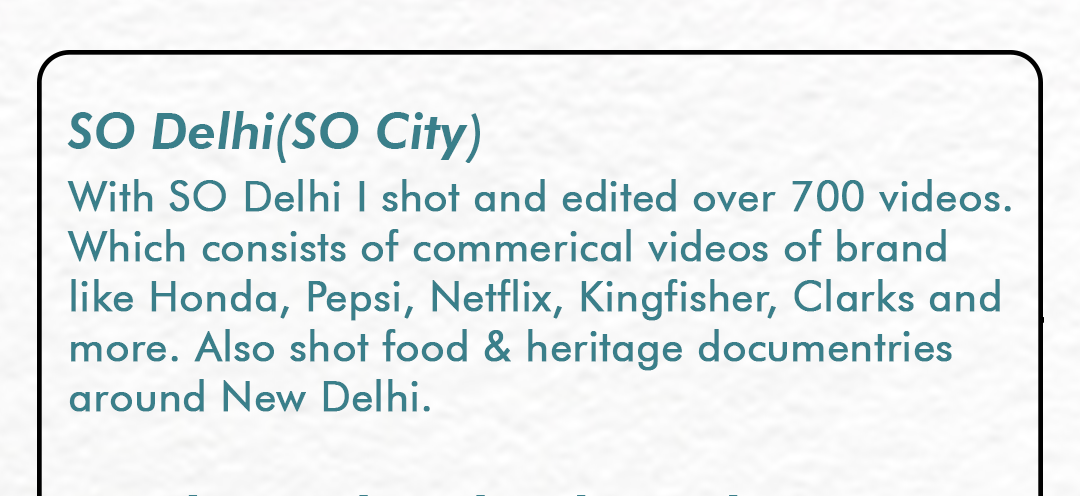 SO Delhi(SO City)
With SO Delhi I shot and edited over 700 videos.
Which consists of commerical videos of brand
like Honda, Pepsi, Netflix, Kingfisher, Clarks and
more. Also shot food & heritage documentries
around New Delhi.